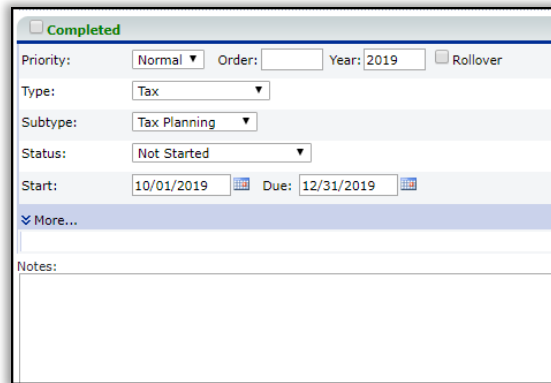 Completed
Priority: Normal Order: Year: 2019 Rollover
Type: Tax
Subtype: Tax Planning
Status: Not Started
Start: 10/01/2019 Due: 12/31/2019
More...
Notes: